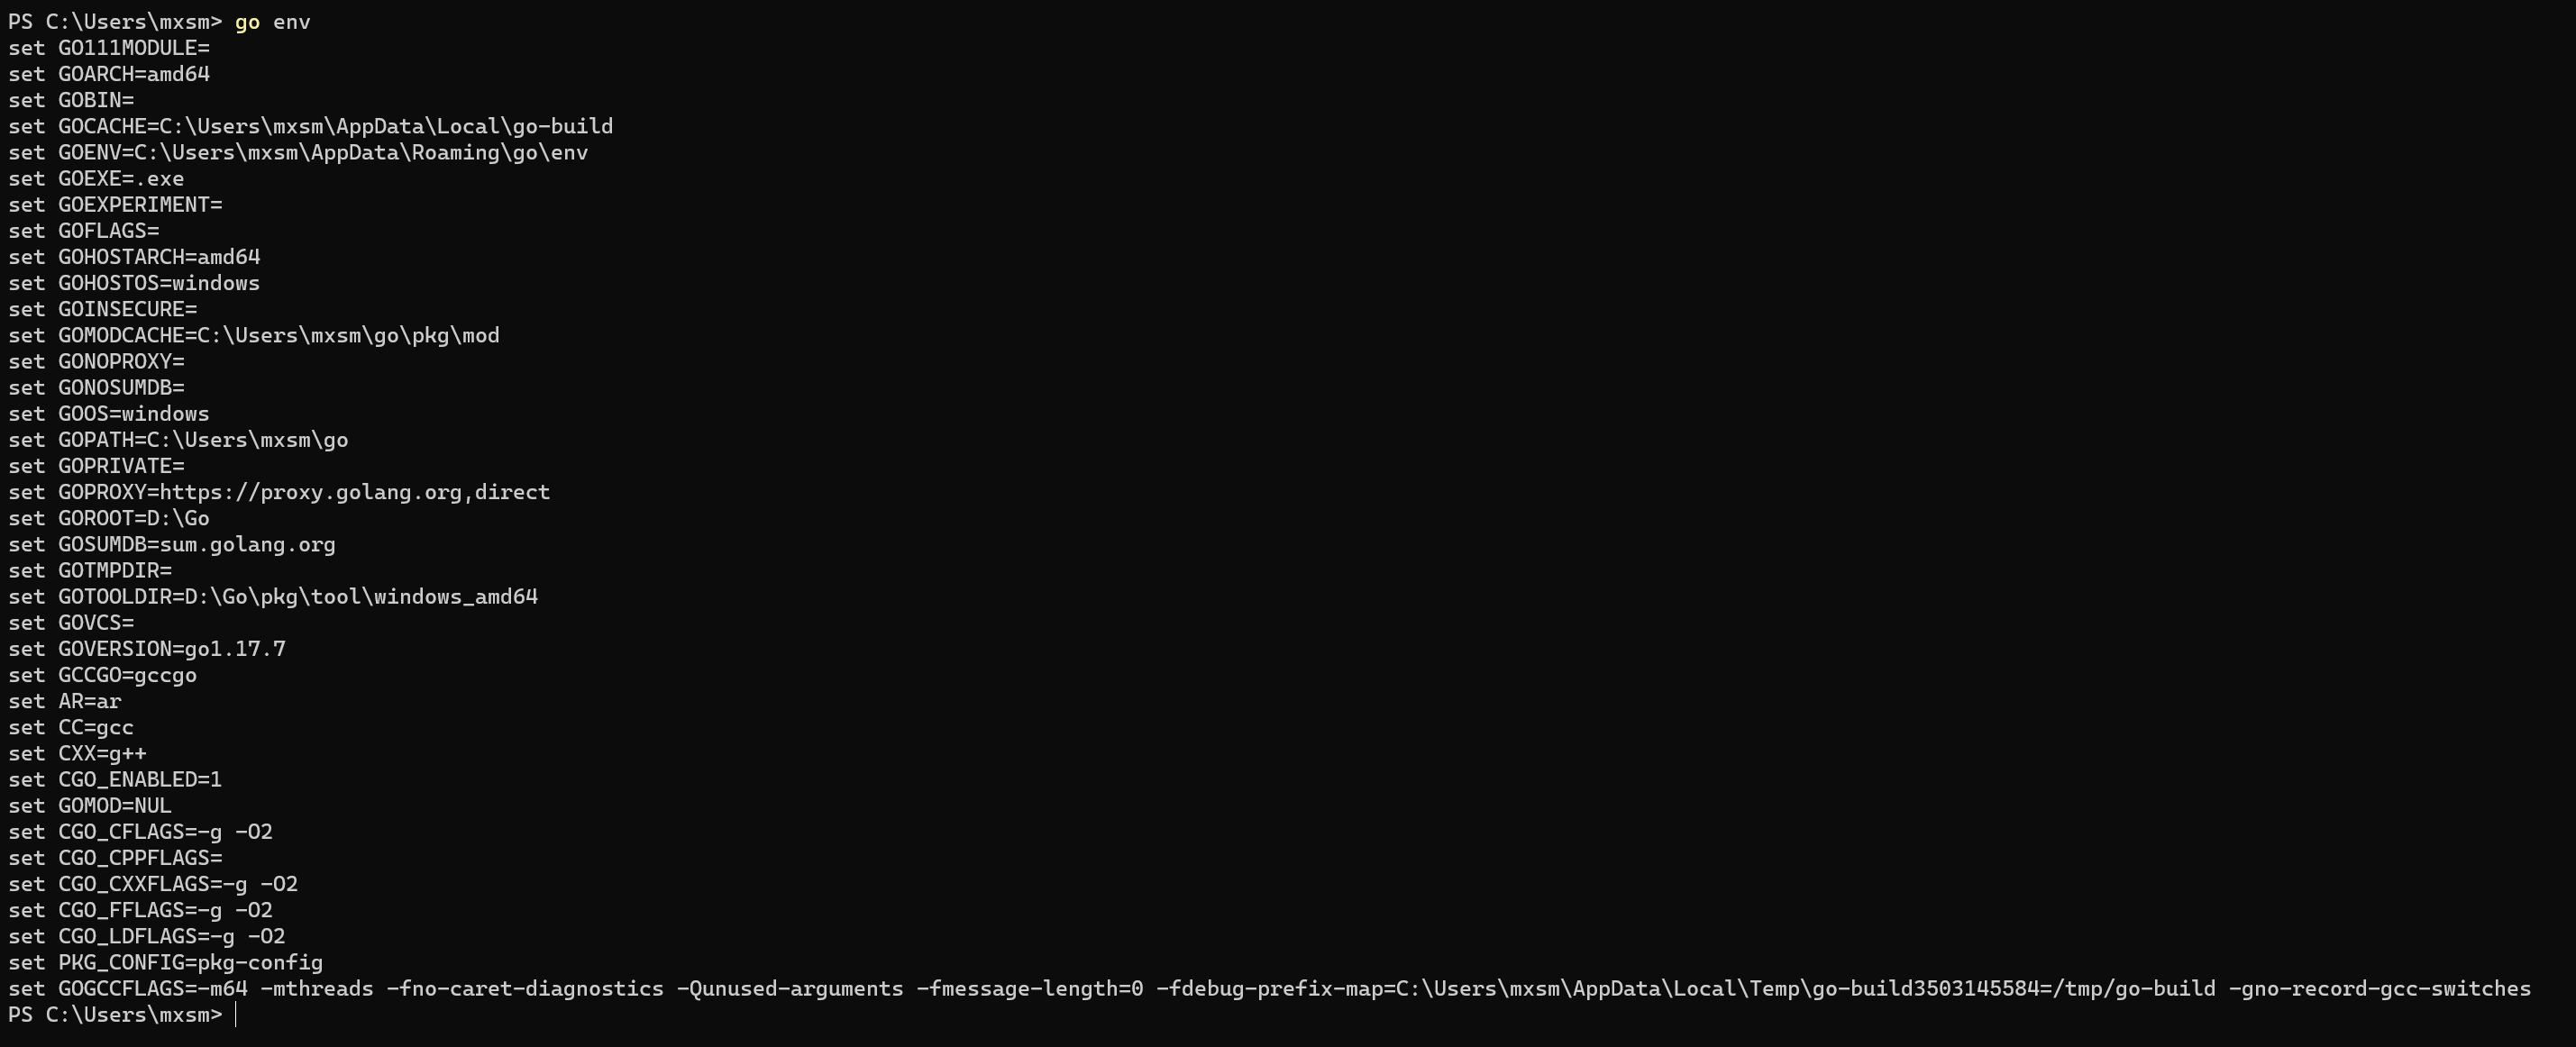 PS C:\Users\mxsm> go env
set GO111MODULE=
set GOARCH=amd64
set GOBIN=
set GOCACHE=C:\Users\mxsm\AppData\Local\go-build
set GOENV=C:\Users\mxsm\AppData\Roaming\go\env
set GOEXE=.exe
set GOEXPERIMENT=
set GOFLAGS=
set GOHOSTARCH=amd64
set GOHOSTOS=windows
set GOINSECURE=
set GOMODCACHE=C:\Users\mxsm\go\pkg\mod
set GONOPROXY=
set GONOSUMDB=
set GOOS=windows
set GOPATH=C:\Users\mxsm\go
set GOPRIVATE=
set GOPROXY=https://proxy.golang.org,direct
set GOROOT=D:\Go
set GOSUMDB=sum.golang.org
set GOTMPDIR=
set GOTOOLDIR=D:\Go\pkg\tool\windows_amd64
set GOVCS=
set GOVERSION=go1.17.7
set GCCGO=gccgo
set AR=ar
set CC=gcc
set CXX=g++
set CGO_ENABLED=1
set GOMOD=NUL
set CGO_CFLAGS=-g -O2
set CGO_CPPFLAGS=
set CGO_CXXFLAGS=-g -O2
set CGO_FFLAGS=-g -O2
set CGO_LDFLAGS=-g -O2
set PKG_CONFIG=pkg-config
set GOGCCFLAGS=-m64 -mthreads -fno-caret-diagnostics -Qunused-arguments -fmessage-length=0 -fdebug-prefix-map=C:\Users\mxsm\AppData\Local\Temp\go-build3503145584=/tmp/go-build -gno-record-gcc-switches
PS C:\Users\mxsm>